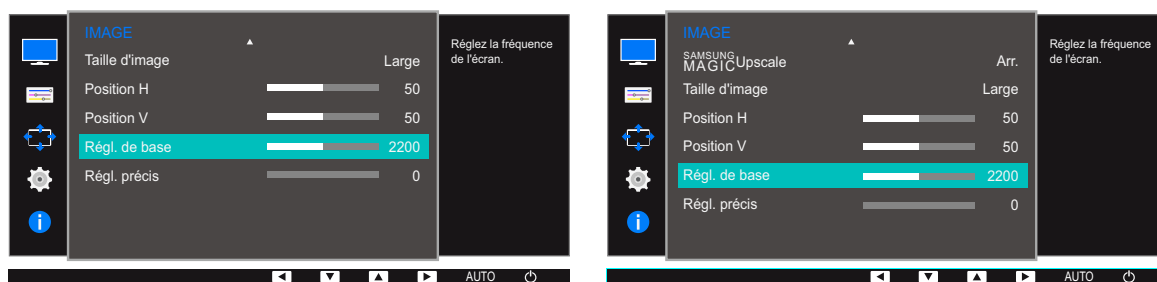 IMAGE
Taille d'image Large
Position H 50
Position V 50
Régl. de base 2200
Régl. précis 0
Réglez la fréquence
de l'écran.
AUTO
IMAGE
SAMSUNG
MAGICUpscale Arr.
Taille d'image Large
Position H 50
Position V 50
Régl. de base 2200
Régl. précis 0
Réglez la fréquence
de l'écran.
AUTO